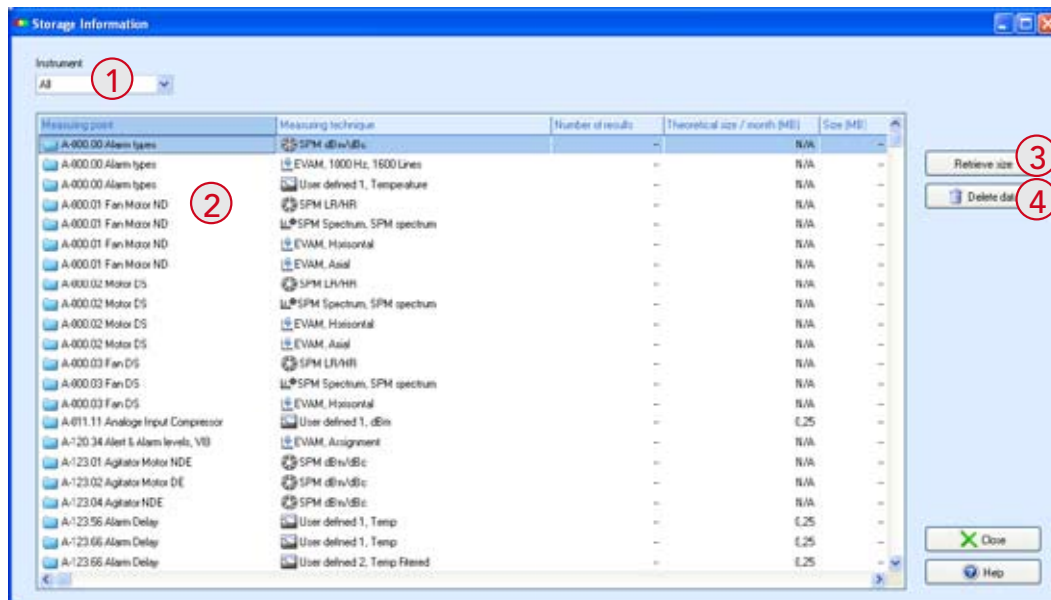 Storage Information
Instrument
All
1
Measuring point Measuring technique Number of results Theoretical size / month (MB) Size (MB)
A-000.00 Alarm types SPM dBm/dBc -- N/A --
A-000.00 Alarm types EVAM, 1000 Hz, 1600 Lines -- N/A --
A-000.00 Alarm types User defined 1, Temperature -- N/A --
A-000.01 Fan Motor ND SPM LR/HR -- N/A --
A-000.01 Fan Motor ND SPM Spectrum, SPM spectrum -- N/A --
A-000.01 Fan Motor ND EVAM, Horisontal -- N/A --
A-000.01 Fan Motor ND EVAM, Axial -- N/A --
A-000.02 Motor DS SPM LR/HR -- N/A --
A-000.02 Motor DS SPM Spectrum, SPM spectrum -- N/A --
A-000.02 Motor DS EVAM, Horisontal -- N/A --
A-000.02 Motor DS EVAM, Axial -- N/A --
A-000.03 Fan DS SPM LR/HR -- N/A --
A-000.03 Fan DS SPM Spectrum, SPM spectrum -- N/A --
A-000.03 Fan DS EVAM, Horisontal -- N/A --
A-011.11 Analoge Input Compressor User defined 1, dBm -- 0,25 --
A-120.34 Alert & Alarm levels, VIB EVAM, Assignment -- N/A --
A-123.01 Agitator Motor NDE SPM dBm/dBc -- N/A --
A-123.02 Agitator Motor DE SPM dBm/dBc -- N/A --
A-123.04 Agitator NDE SPM dBm/dBc -- N/A --
A-123.56 Alarm Delay User defined 1, Temp -- 0,25 --
A-123.66 Alarm Delay User defined 1, Temp -- 0,25 --
A-123.66 Alarm Delay User defined 2, Temp Filtered -- 0,25 --
2
Retrieve size
3
Delete data
4
Close
Help